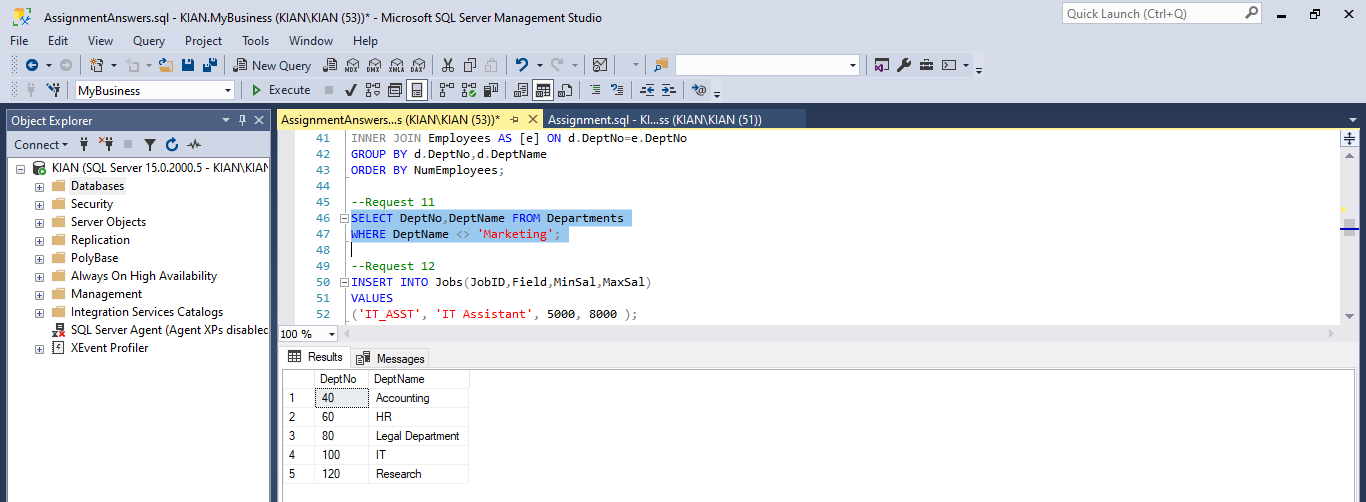 AssignmentAnswers.sql - KIAN.MyBusiness (KIAN\KIAN (53))* - Microsoft SQL Server Management Studio
Quick Launch (Ctrl+Q)
File Edit View Query Project Tools Window Help
New Query MDX DMX XMLA DAX
MyBusiness Execute
Object Explorer
AssignmentAnswers...s (KIAN\KIAN (53))* Assignment.sql - KI...ss (KIAN\KIAN (51))
Connect
KIAN (SQL Server 15.0.2000.5 - KIAN\KIAN
Databases
Security
Server Objects
Replication
PolyBase
Always On High Availability
Management
Integration Services Catalogs
SQL Server Agent (Agent XPs disabled
XEvent Profiler
41 INNER JOIN Employees AS [e] ON d.DeptNo=e.DeptNo
42 GROUP BY d.DeptNo,d.DeptName
43 ORDER BY NumEmployees;
44
45 --Request 11
46 SELECT DeptNo,DeptName FROM Departments
47 WHERE DeptName <> 'Marketing';
48
49 --Request 12
50 INSERT INTO Jobs(JobID,Field,MinSal,MaxSal)
51 VALUES
52 ('IT_ASST', 'IT Assistant', 5000, 8000 );
100 %
Results Messages
DeptNo DeptName
1 40 Accounting
2 60 HR
3 80 Legal Department
4 100 IT
5 120 Research